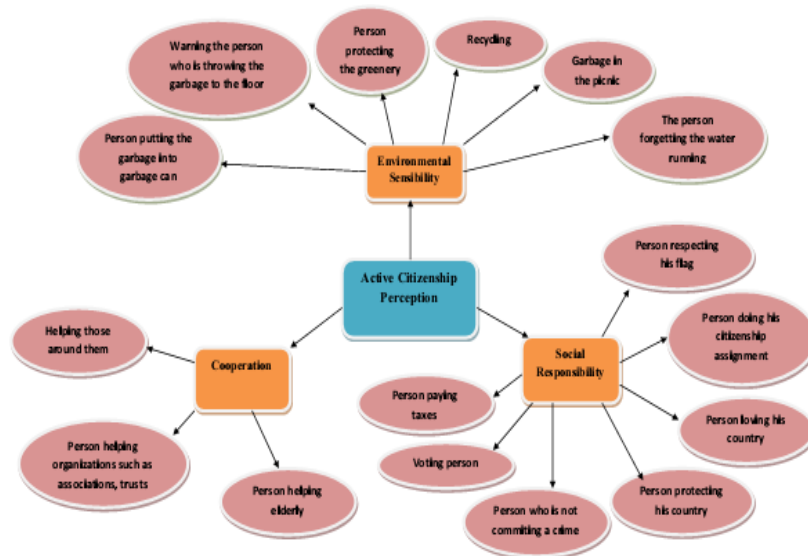 Warning the person
who is throwing the
garbage to the floor
Person
protecting
the greenery
Recycling
Garbage in
the picnic
The person
forgetting the water
running
Person putting the
garbage into
garbage can
Environmental
Sensibility
Active Citizenship
Perception
Person respecting
his flag
Helping those
around them
Cooperation
Social
Responsibility
Person doing his
citizenship
assignment
Person paying
taxes
Person loving his
country
Person helping
organizations such as
associations, trusts
Voting person
Person helping
elderly
Person who is not
commiting a crime
Person protecting
his country